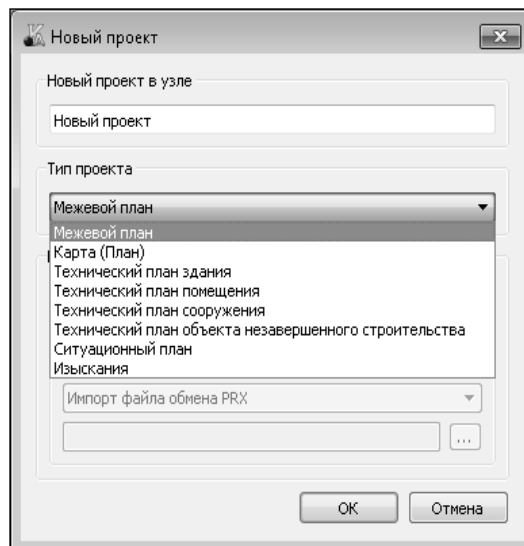 Новый проект
Новый проект в узле
Новый проект
Тип проекта
Межевой план
Межевой план
Карта (План)
Технический план здания
Технический план помещения
Технический план сооружения
Технический план объекта незавершенного строительства
Ситуационный план
Изыскания
Импорт файла обмена PRX
...
ОК
Отмена